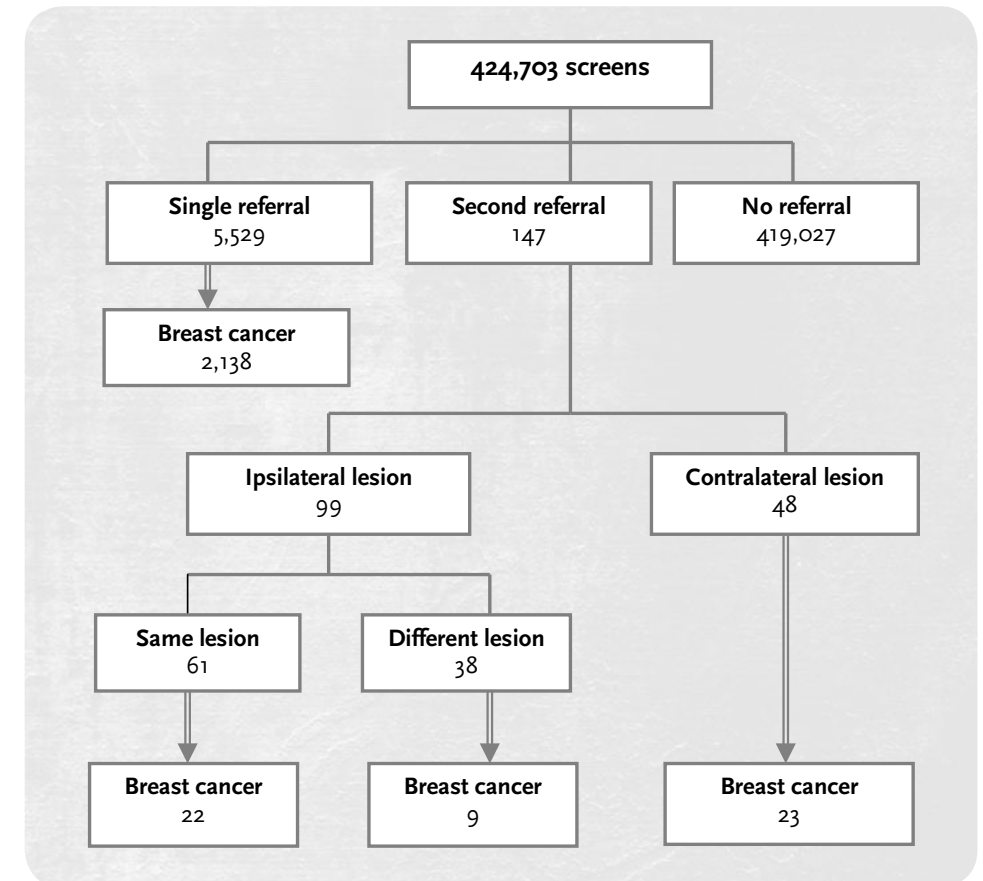 424,703 screens
Single referral
5,529
Second referral
147
No referral
419,027
Breast cancer
2,138
Ipsilateral lesion
99
Contralateral lesion
48
Same lesion
61
Different lesion
38
Breast cancer
22
Breast cancer
9
Breast cancer
23